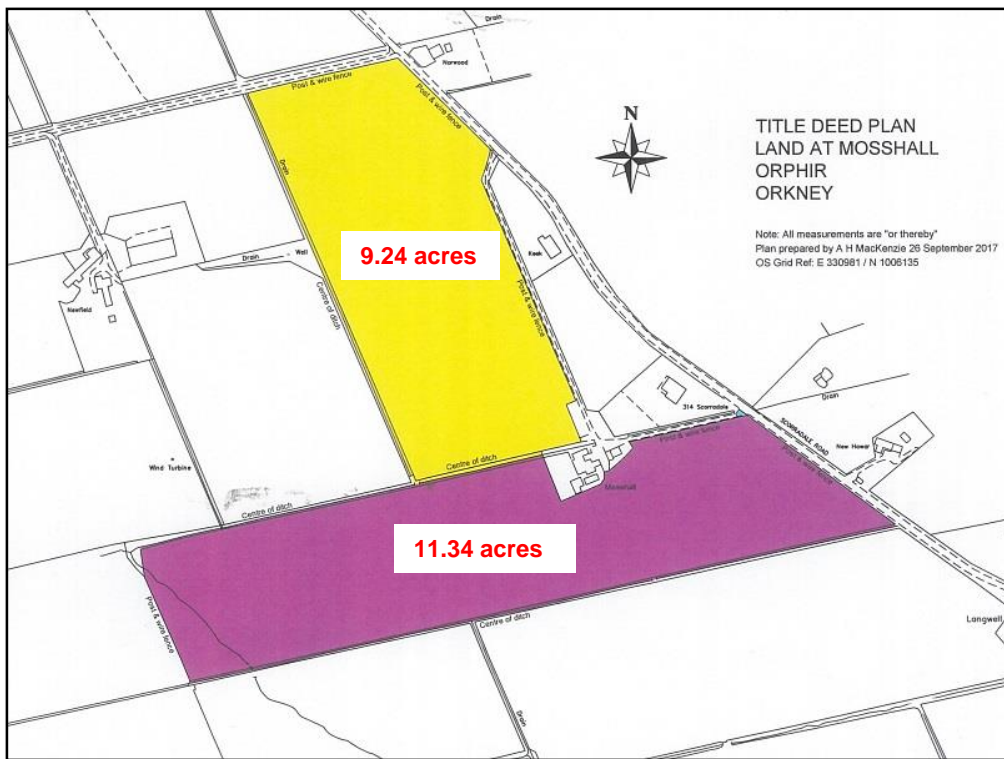 Drain
Norwood
Post & wire fence
Post & wire fence
N
TITLE DEED PLAN
LAND AT MOSSHALL
ORPHIR
ORKNEY
Note: All measurements are "or thereby"
Plan prepared by A H MacKenzie 26 September 2017
OS Grid Ref: E 330981 / N 1006135
Drain
Drain
Well
9.24 acres
Keek
Newfield
Centre of ditch
Post & wire fence
314 Scorradale
Drain
SCORRADALE ROAD
Post & wire fence
New Howar
Post & wire fence
Wind Turbine
Centre of ditch
Mosshall
Centre of ditch
11.34 acres
Post & wire fence
Centre of ditch
Longwell
Drain